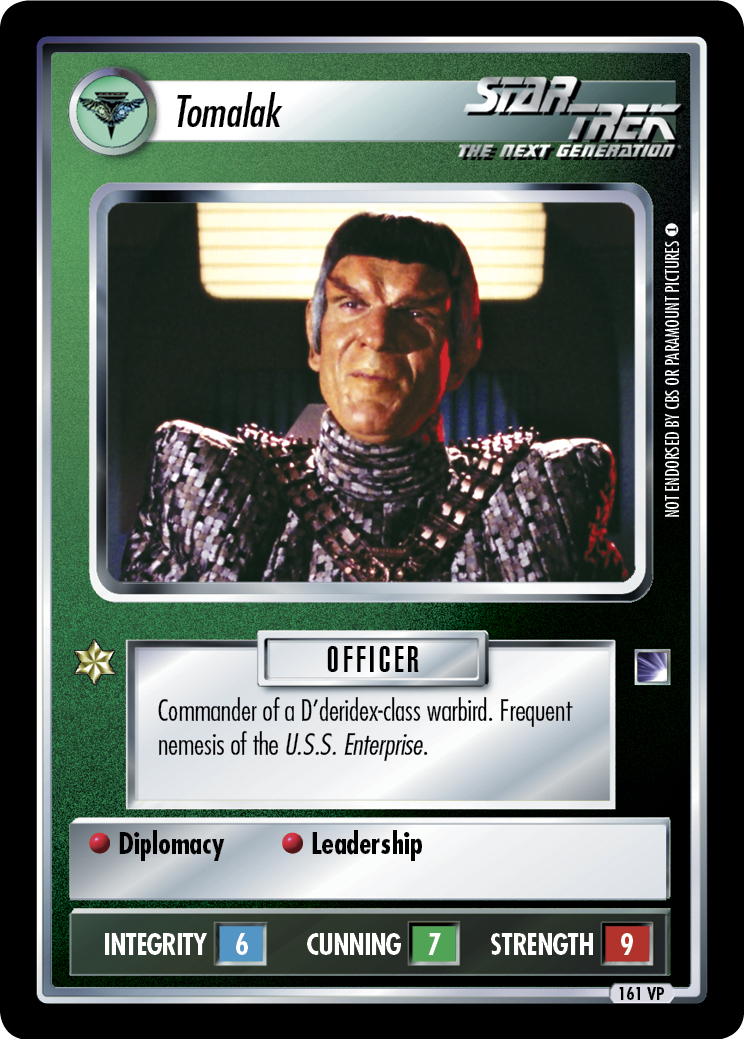 Tomalak
STAR
TREK
THE NEXT GENERATION
NOT ENDORSED BY CBS OR PARAMOUNT PICTURES 1
OFFICER
Commander of a D'deridex-class warbird. Frequent
nemesis of the U.S.S. Enterprise.
Diplomacy Leadership
INTEGRITY 6 CUNNING 7 STRENGTH 9
161 VP